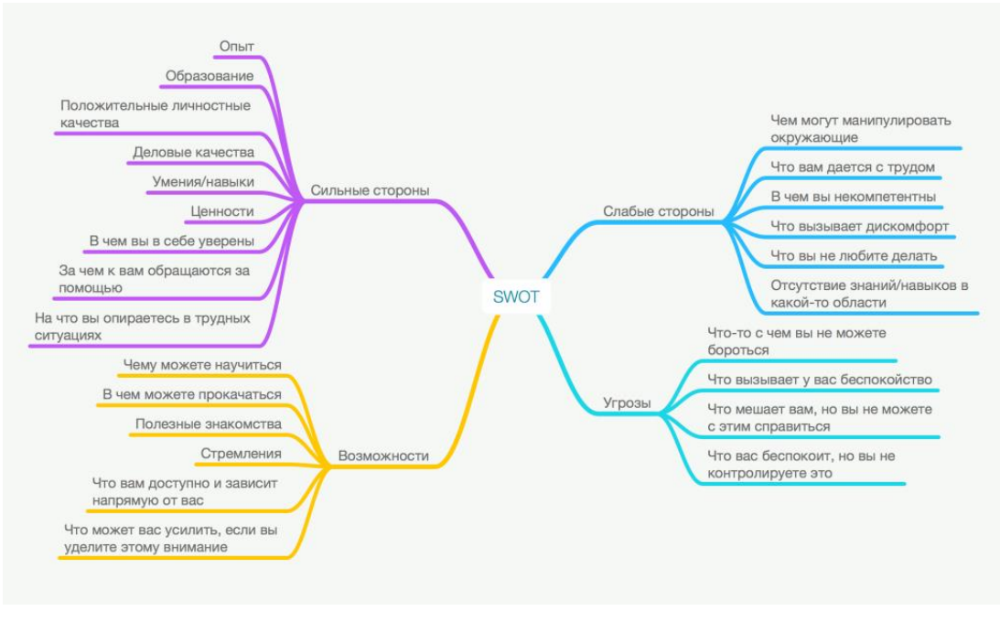 SWOT
Сильные стороны
Опыт
Образование
Положительные личностные
качества
Деловые качества
Умения/навыки
Ценности
В чем вы в себе уверены
За чем к вам обращаются за
помощью
На что вы опираетесь в трудных
ситуациях
Слабые стороны
Чем могут манипулировать
окружающие
Что вам дается с трудом
В чем вы некомпетентны
Что вызывает дискомфорт
Что вы не любите делать
Отсутствие знаний/навыков в
какой-то области
Возможности
Чему можете научиться
В чем можете прокачаться
Полезные знакомства
Стремления
Что вам доступно и зависит
напрямую от вас
Что может вас усилить, если вы
уделите этому внимание
Угрозы
Что-то с чем вы не можете
бороться
Что вызывает у вас беспокойство
Что мешает вам, но вы не можете
с этим справиться
Что вас беспокоит, но вы не
контролируете это